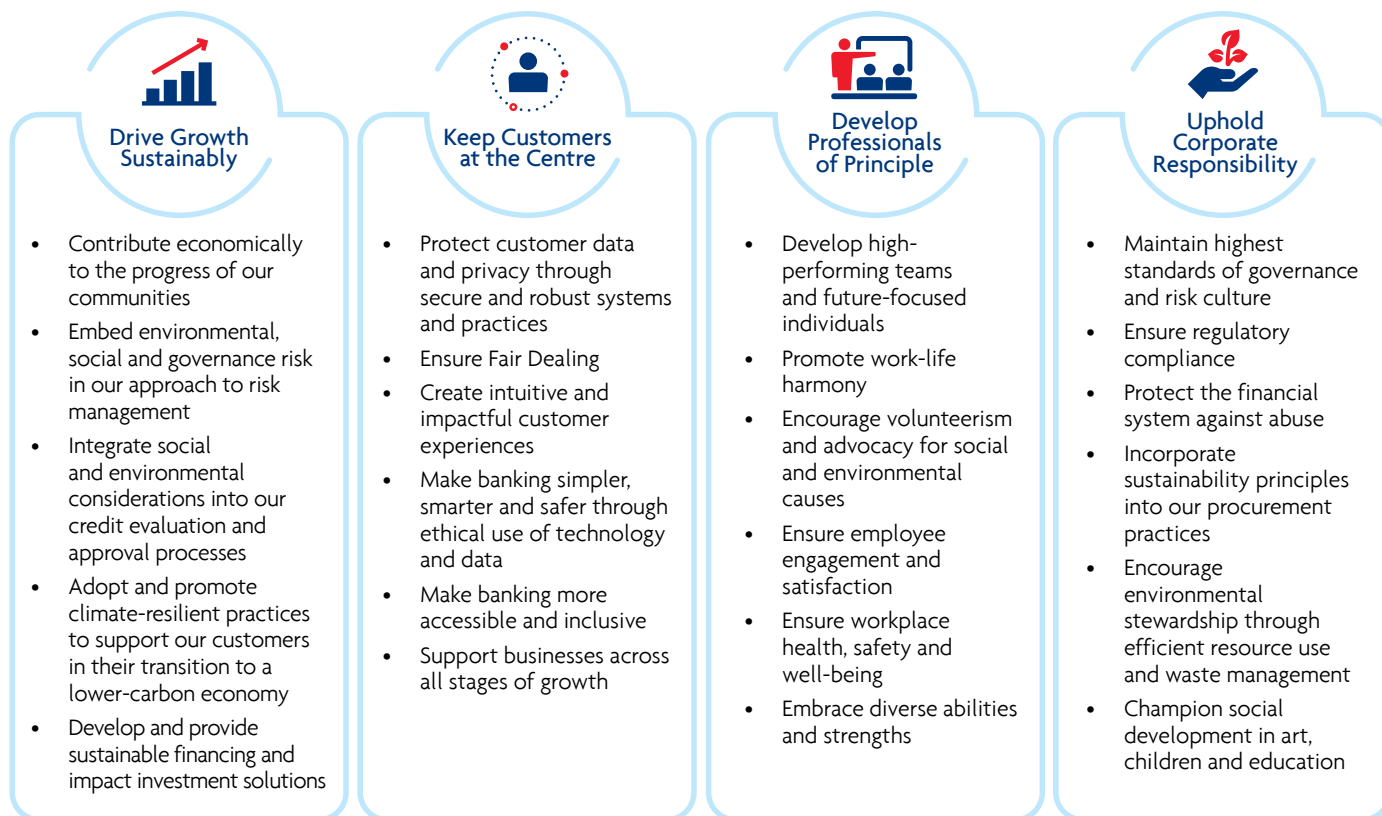 Drive Growth
Sustainably
• Contribute economically
to the progress of our
communities
• Embed environmental,
social and governance risk
in our approach to risk
management
• Integrate social
and environmental
considerations into our
credit evaluation and
approval processes
• Adopt and promote
climate-resilient practices
to support our customers
in their transition to a
lower-carbon economy
• Develop and provide
sustainable financing and
impact investment solutions
Keep Customers
at the Centre
• Protect customer data
and privacy through
secure and robust systems
and practices
• Ensure Fair Dealing
• Create intuitive and
impactful customer
experiences
• Make banking simpler,
smarter and safer through
ethical use of technology
and data
• Make banking more
accessible and inclusive
• Support businesses across
all stages of growth
Develop
Professionals
of Principle
• Develop high-
performing teams
and future-focused
individuals
• Promote work-life
harmony
• Encourage volunteerism
and advocacy for social
and environmental
causes
• Ensure employee
engagement and
satisfaction
• Ensure workplace
health, safety and
well-being
• Embrace diverse abilities
and strengths
Uphold
Corporate
Responsibility
• Maintain highest
standards of governance
and risk culture
• Ensure regulatory
compliance
• Protect the financial
system against abuse
• Incorporate
sustainability principles
into our procurement
practices
• Encourage
environmental
stewardship through
efficient resource use
and waste management
• Champion social
development in art,
children and education